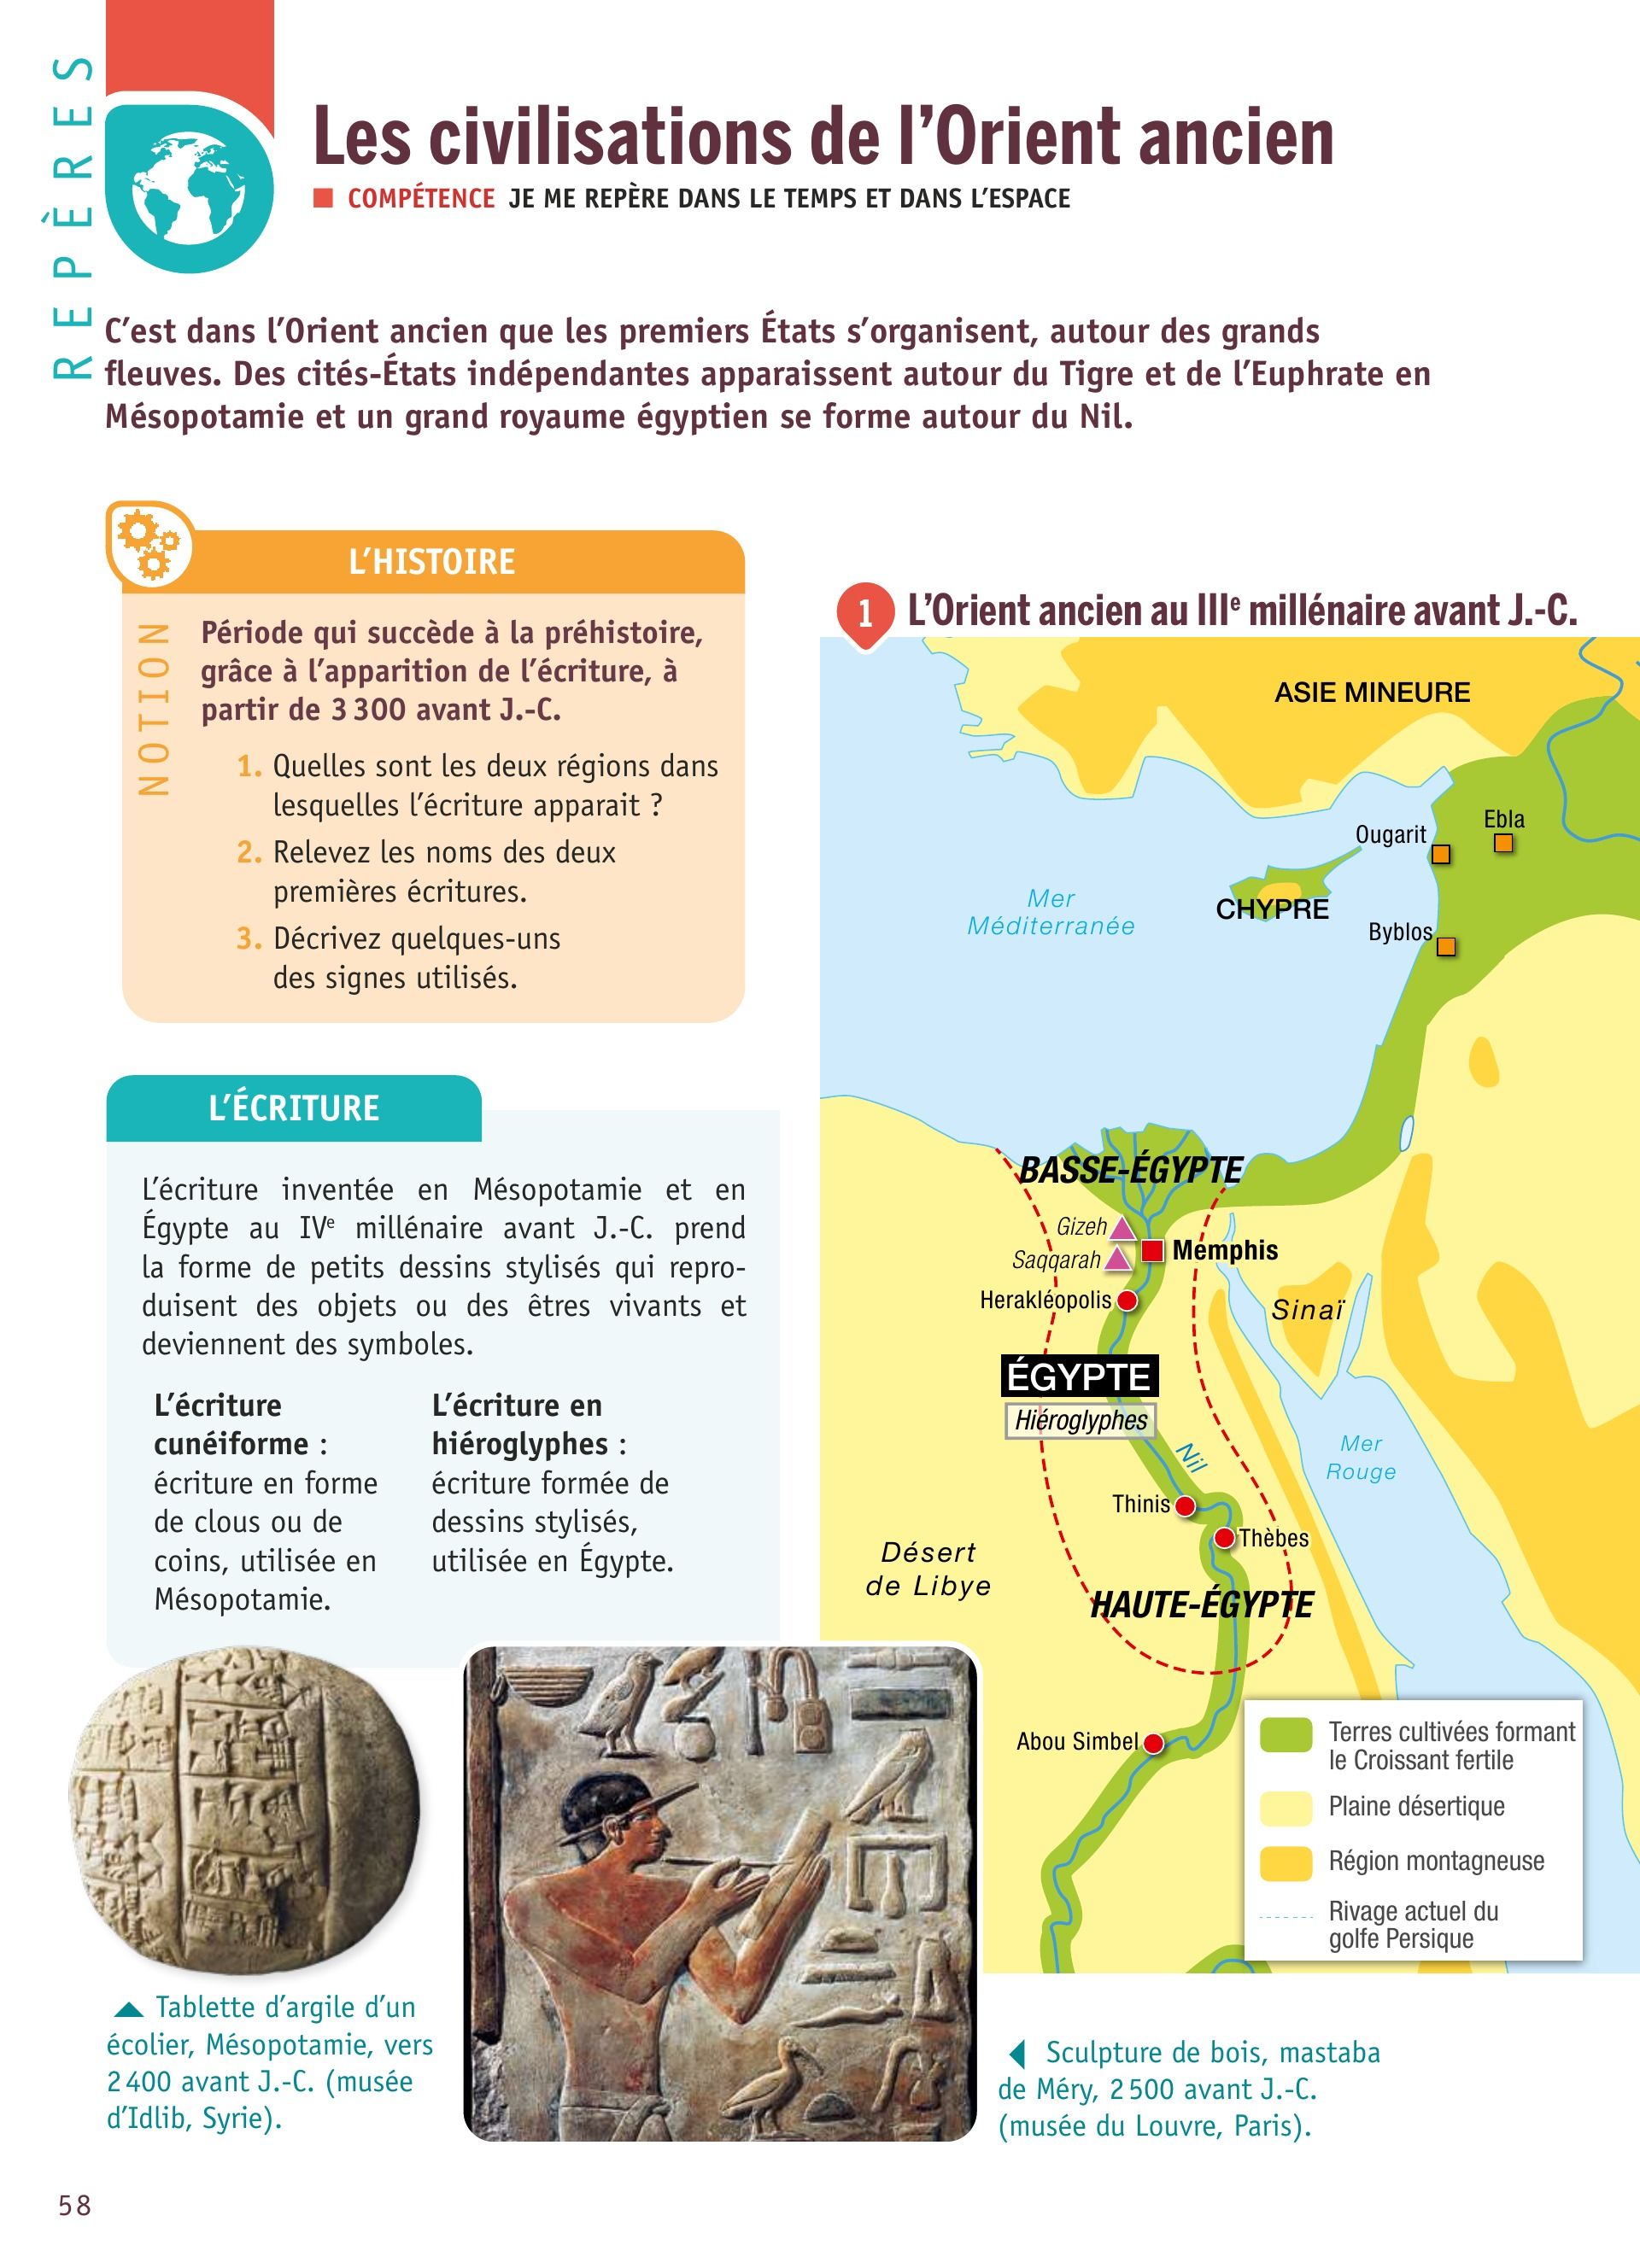 REPÈRES
Les civilisations de l'Orient ancien
COMPÉTENCE JE ME REPÈRE DANS LE TEMPS ET DANS L'ESPACE
C'est dans l'Orient ancien que les premiers États s'organisent, autour des grands
fleuves. Des cités-États indépendantes apparaissent autour du Tigre et de l'Euphrate en
Mésopotamie et un grand royaume égyptien se forme autour du Nil.
L'HISTOIRE
NOTION
Période qui succède à la préhistoire,
grâce à l'apparition de l'écriture, à
partir de 3 300 avant J.-C.
1. Quelles sont les deux régions dans
lesquelles l'écriture apparait ?
2. Relevez les noms des deux
premières écritures.
3. Décrivez quelques-uns
des signes utilisés.
L'ÉCRITURE
L'écriture inventée en Mésopotamie et en
Égypte au IVe millénaire avant J.-C. prend
la forme de petits dessins stylisés qui repro-
duisent des objets ou des êtres vivants et
deviennent des symboles.
L'écriture
cunéiforme :
écriture en forme
de clous ou de
coins, utilisée en
Mésopotamie.
L'écriture en
hiéroglyphes :
écriture formée de
dessins stylisés,
utilisée en Égypte.
Tablette d'argile d'un
écolier, Mésopotamie, vers
2 400 avant J.-C. (musée
d'Idlib, Syrie).
1 L'Orient ancien au IIIe millénaire avant J.-C.
ASIE MINEURE
Ebla
Ougarit
Mer
Méditerranée
CHYPRE
Byblos
BASSE-ÉGYPTE
Gizeh
Memphis
Saqqarah
Herakléopolis
Sinaï
ÉGYPTE
Hiéroglyphes
Nil
Mer
Rouge
Thinis
Thèbes
Désert
de Libye
HAUTE-ÉGYPTE
Abou Simbel
Terres cultivées formant
le Croissant fertile
Plaine désertique
Région montagneuse
Rivage actuel du
golfe Persique
Sculpture de bois, mastaba
de Méry, 2 500 avant J.-C.
(musée du Louvre, Paris).
58